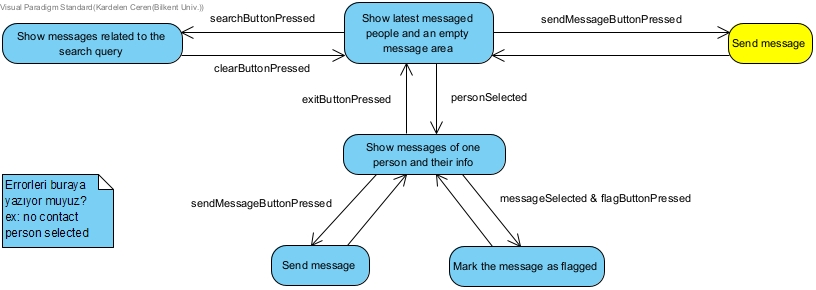 Visual Paradigm Standard(Kardelen Ceren(Bilkent Univ.))
searchButtonPressed
Show latest messaged
people and an empty
message area
sendMessageButtonPressed
Show messages related to the
search query
Send message
clearButtonPressed
exitButtonPressed
personSelected
Show messages of one
person and their info
Errorleri buraya
yazıyor muyuz?
ex: no contact
person selected
sendMessageButtonPressed
messageSelected & flagButtonPressed
Send message
Mark the message as flagged